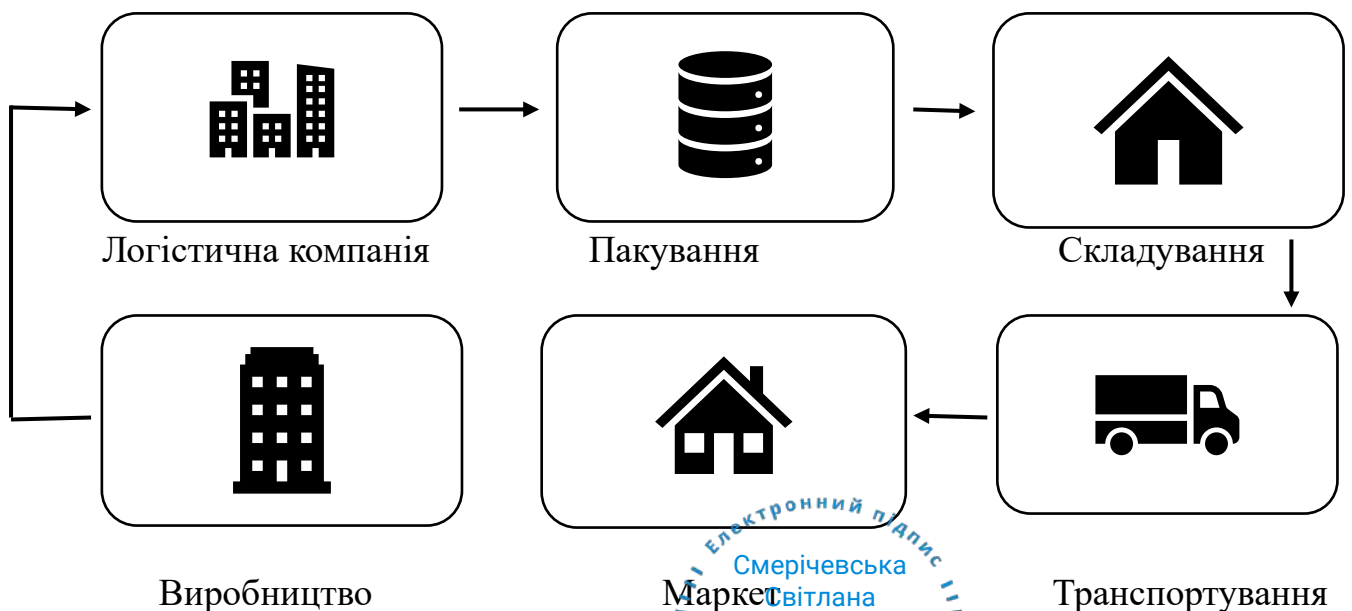 Логістична компанія
Пакування
Складування
Виробництво
Маркет
Транспортування
Електронний підпис
Смерічевська
Світлана